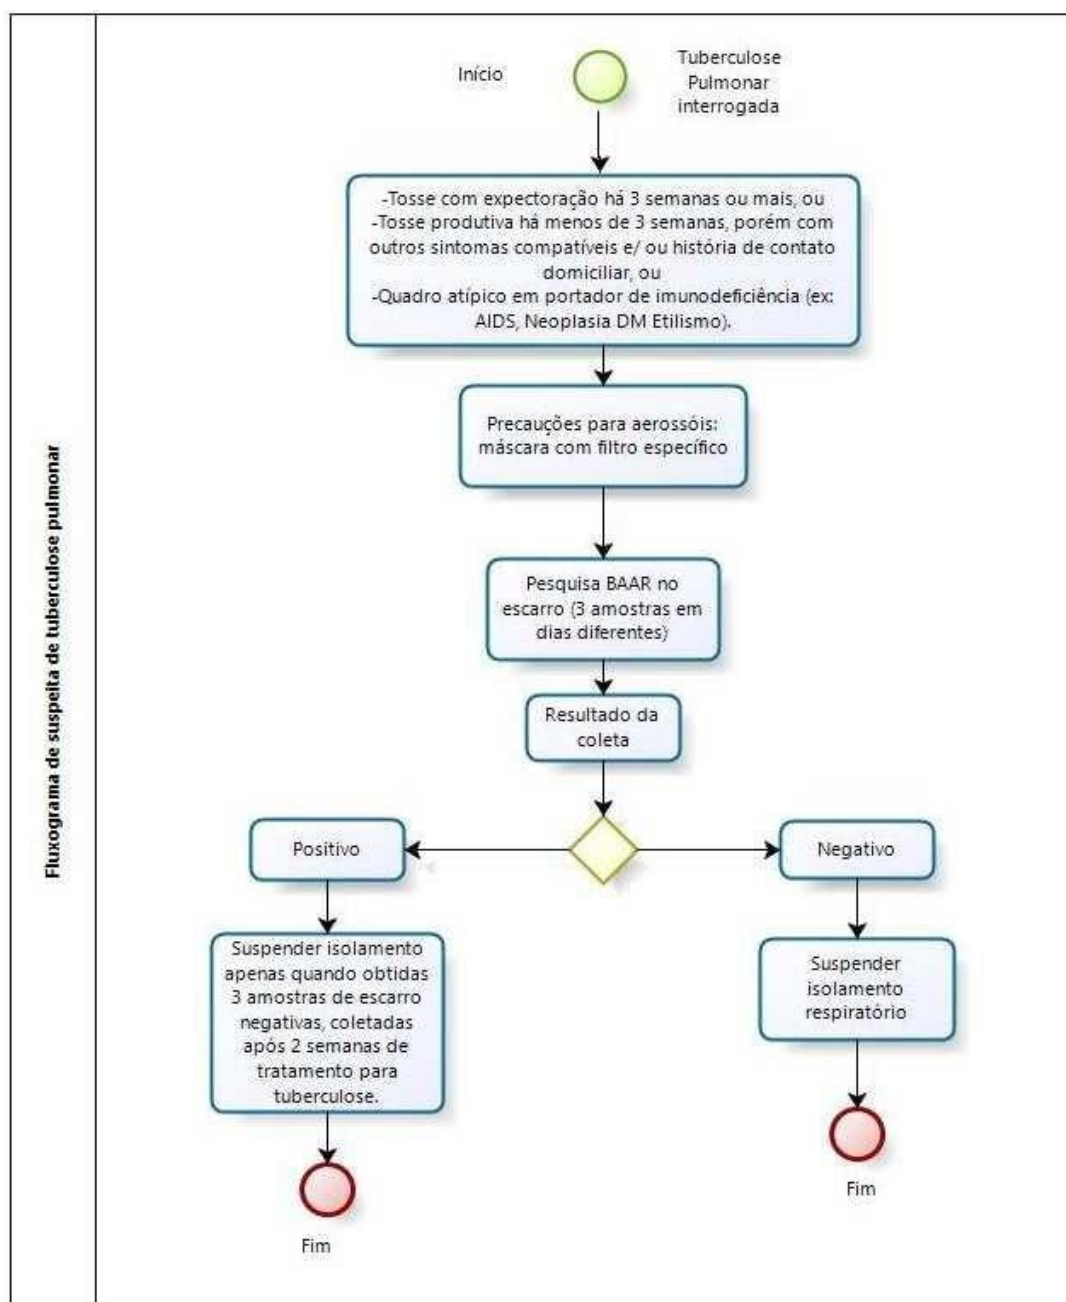 Fluxograma de suspeita de tuberculose pulmonar
Início
Tuberculose
Pulmonar
interrogada
-Tosse com expectoração há 3 semanas ou mais, ou
-Tosse produtiva há menos de 3 semanas, porém com
outros sintomas compatíveis e/ ou história de contato
domiciliar, ou
-Quadro atípico em portador de imunodeficiência (ex:
AIDS, Neoplasia DM Etilismo).
Precauções para aerossóis:
máscara com filtro específico
Pesquisa BAAR no
escarro (3 amostras em
dias diferentes)
Resultado da
coleta
Positivo
Negativo
Suspender isolamento
apenas quando obtidas
3 amostras de escarro
negativas, coletadas
após 2 semanas de
tratamento para
tuberculose.
Suspender
isolamento
respiratório
Fim
Fim